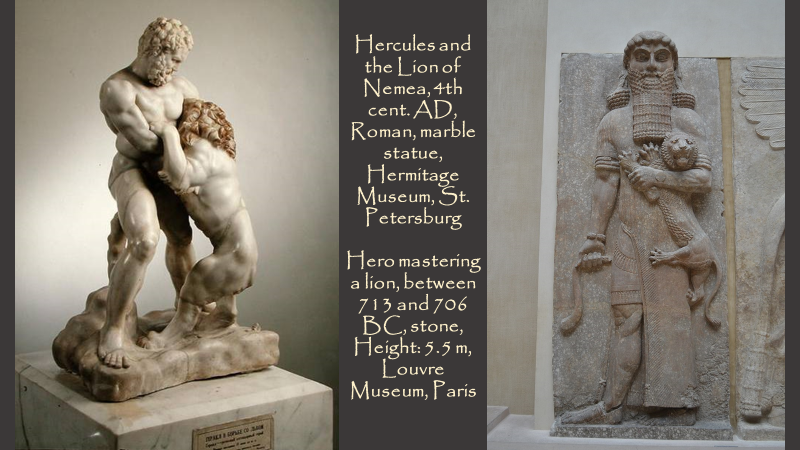 Hercules and
the Lion of
Nemea, 4th
cent. AD,
Roman, marble
statue,
Hermitage
Museum, St.
Petersburg
Hero mastering
a lion, between
713 and 706
BC, stone,
Height: 5.5 m,
Louvre
Museum, Paris